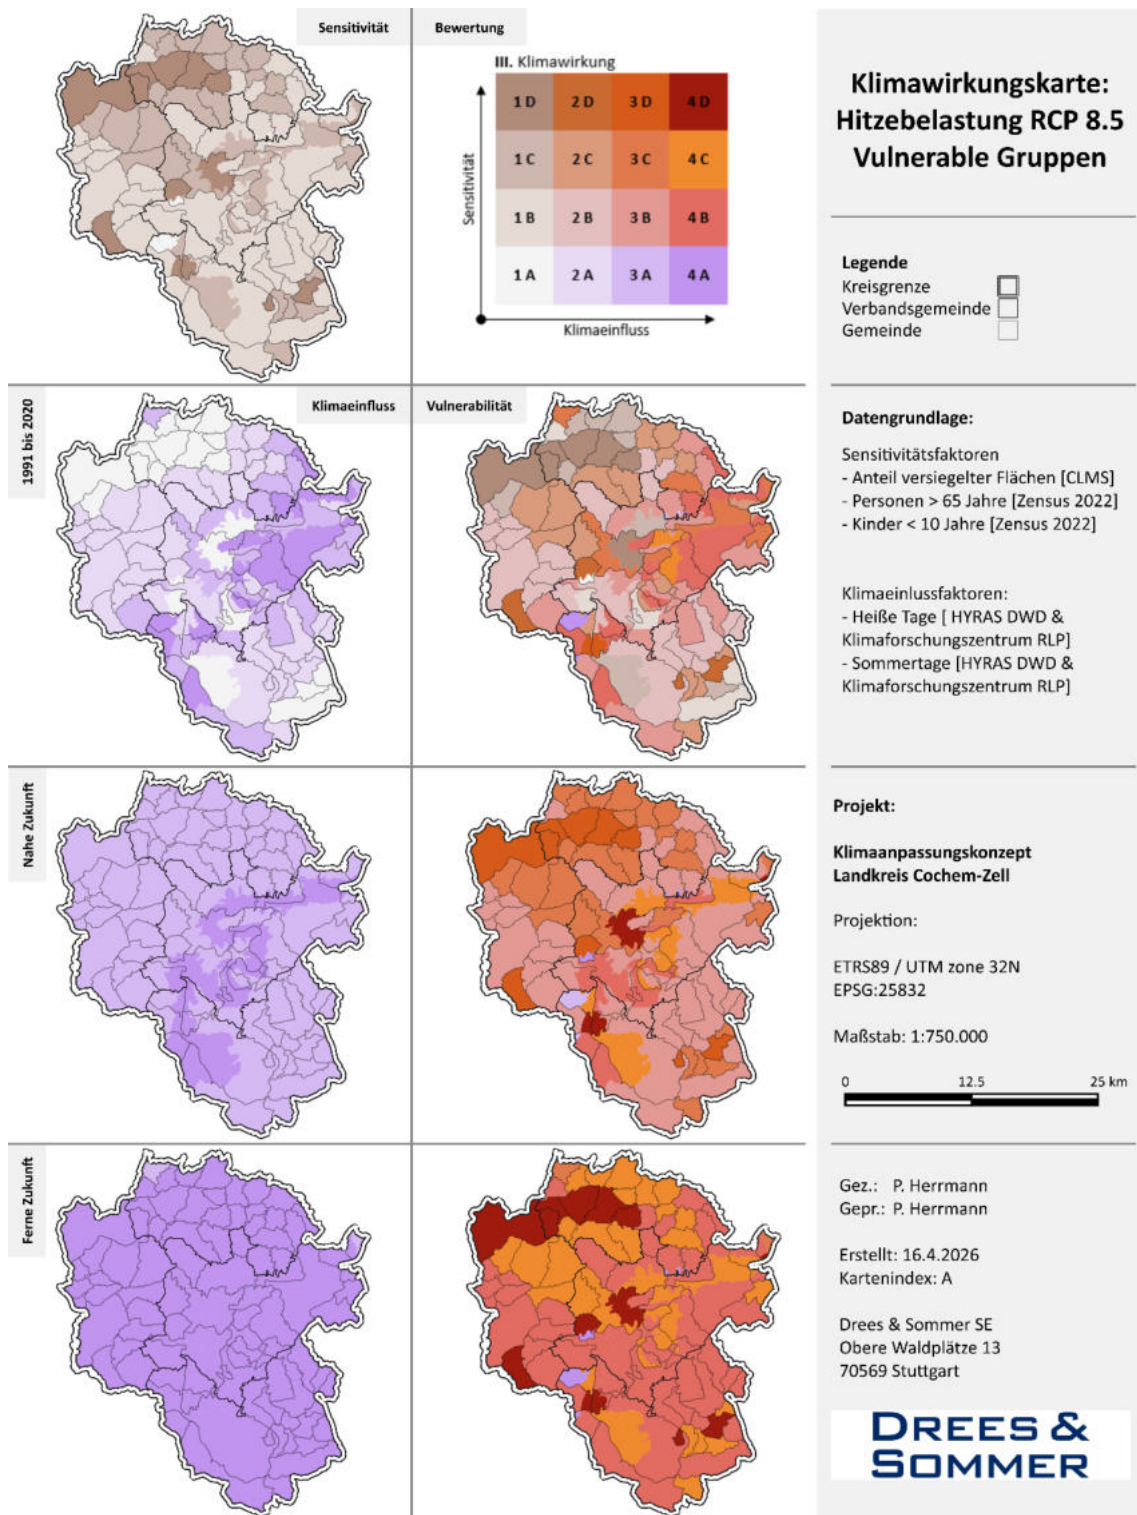 Sensitivität
Bewertung
III. Klimawirkung
1 D 2 D 3 D 4 D
1 C 2 C 3 C 4 C
1 B 2 B 3 B 4 B
1 A 2 A 3 A 4 A
Sensitivität
Klimaeinfluss
Klimawirkungskarte:
Hitzebelastung RCP 8.5
Vulnerable Gruppen
Legende
Kreisgrenze
Verbandsgemeinde
Gemeinde
1991 bis 2020
Klimaeinfluss
Vulnerabilität
Datengrundlage:
Sensitivitätsfaktoren
- Anteil versiegelter Flächen [CLMS]
- Personen > 65 Jahre [Zensus 2022]
- Kinder < 10 Jahre [Zensus 2022]
Klimaeinlussfaktoren:
- Heiße Tage [ HYRAS DWD &
Klimaforschungszentrum RLP]
- Sommertage [HYRAS DWD &
Klimaforschungszentrum RLP]
Nahe Zukunft
Projekt:
Klimaanpassungskonzept
Landkreis Cochem-Zell
Projektion:
ETRS89 / UTM zone 32N
EPSG:25832
Maßstab: 1:750.000
0 12.5 25 km
Ferne Zukunft
Gez.: P. Herrmann
Gepr.: P. Herrmann
Erstellt: 16.4.2026
Kartenindex: A
Drees & Sommer SE
Obere Waldplätze 13
70569 Stuttgart
DREES &
SOMMER